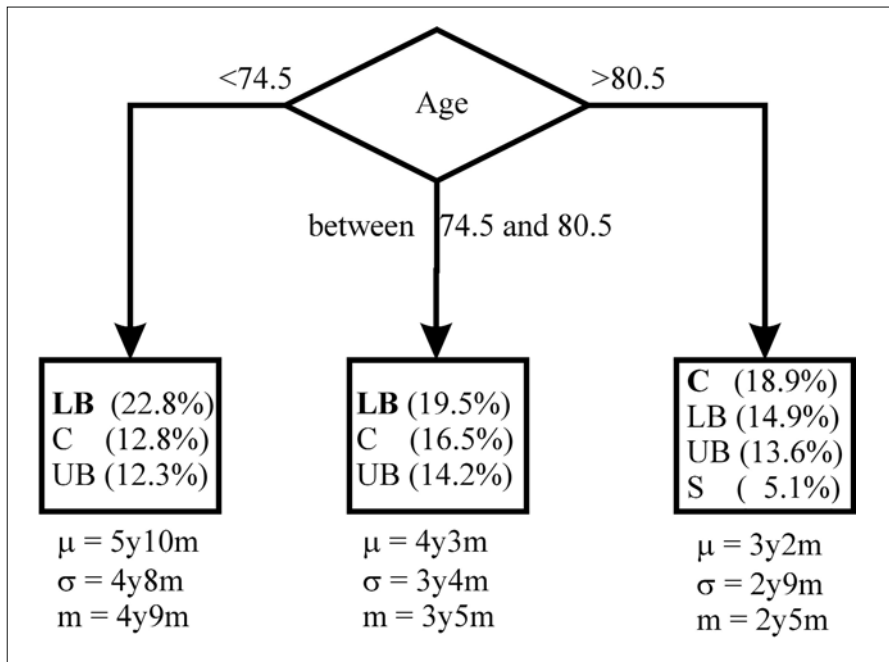 <74.5
>80.5
Age
between 74.5 and 80.5
LB (22.8%)
C (12.8%)
UB (12.3%)
μ = 5y10m
σ = 4y8m
m = 4y9m
LB (19.5%)
C (16.5%)
UB (14.2%)
μ = 4y3m
σ = 3y4m
m = 3y5m
C (18.9%)
LB (14.9%)
UB (13.6%)
S ( 5.1%)
μ = 3y2m
σ = 2y9m
m = 2y5m